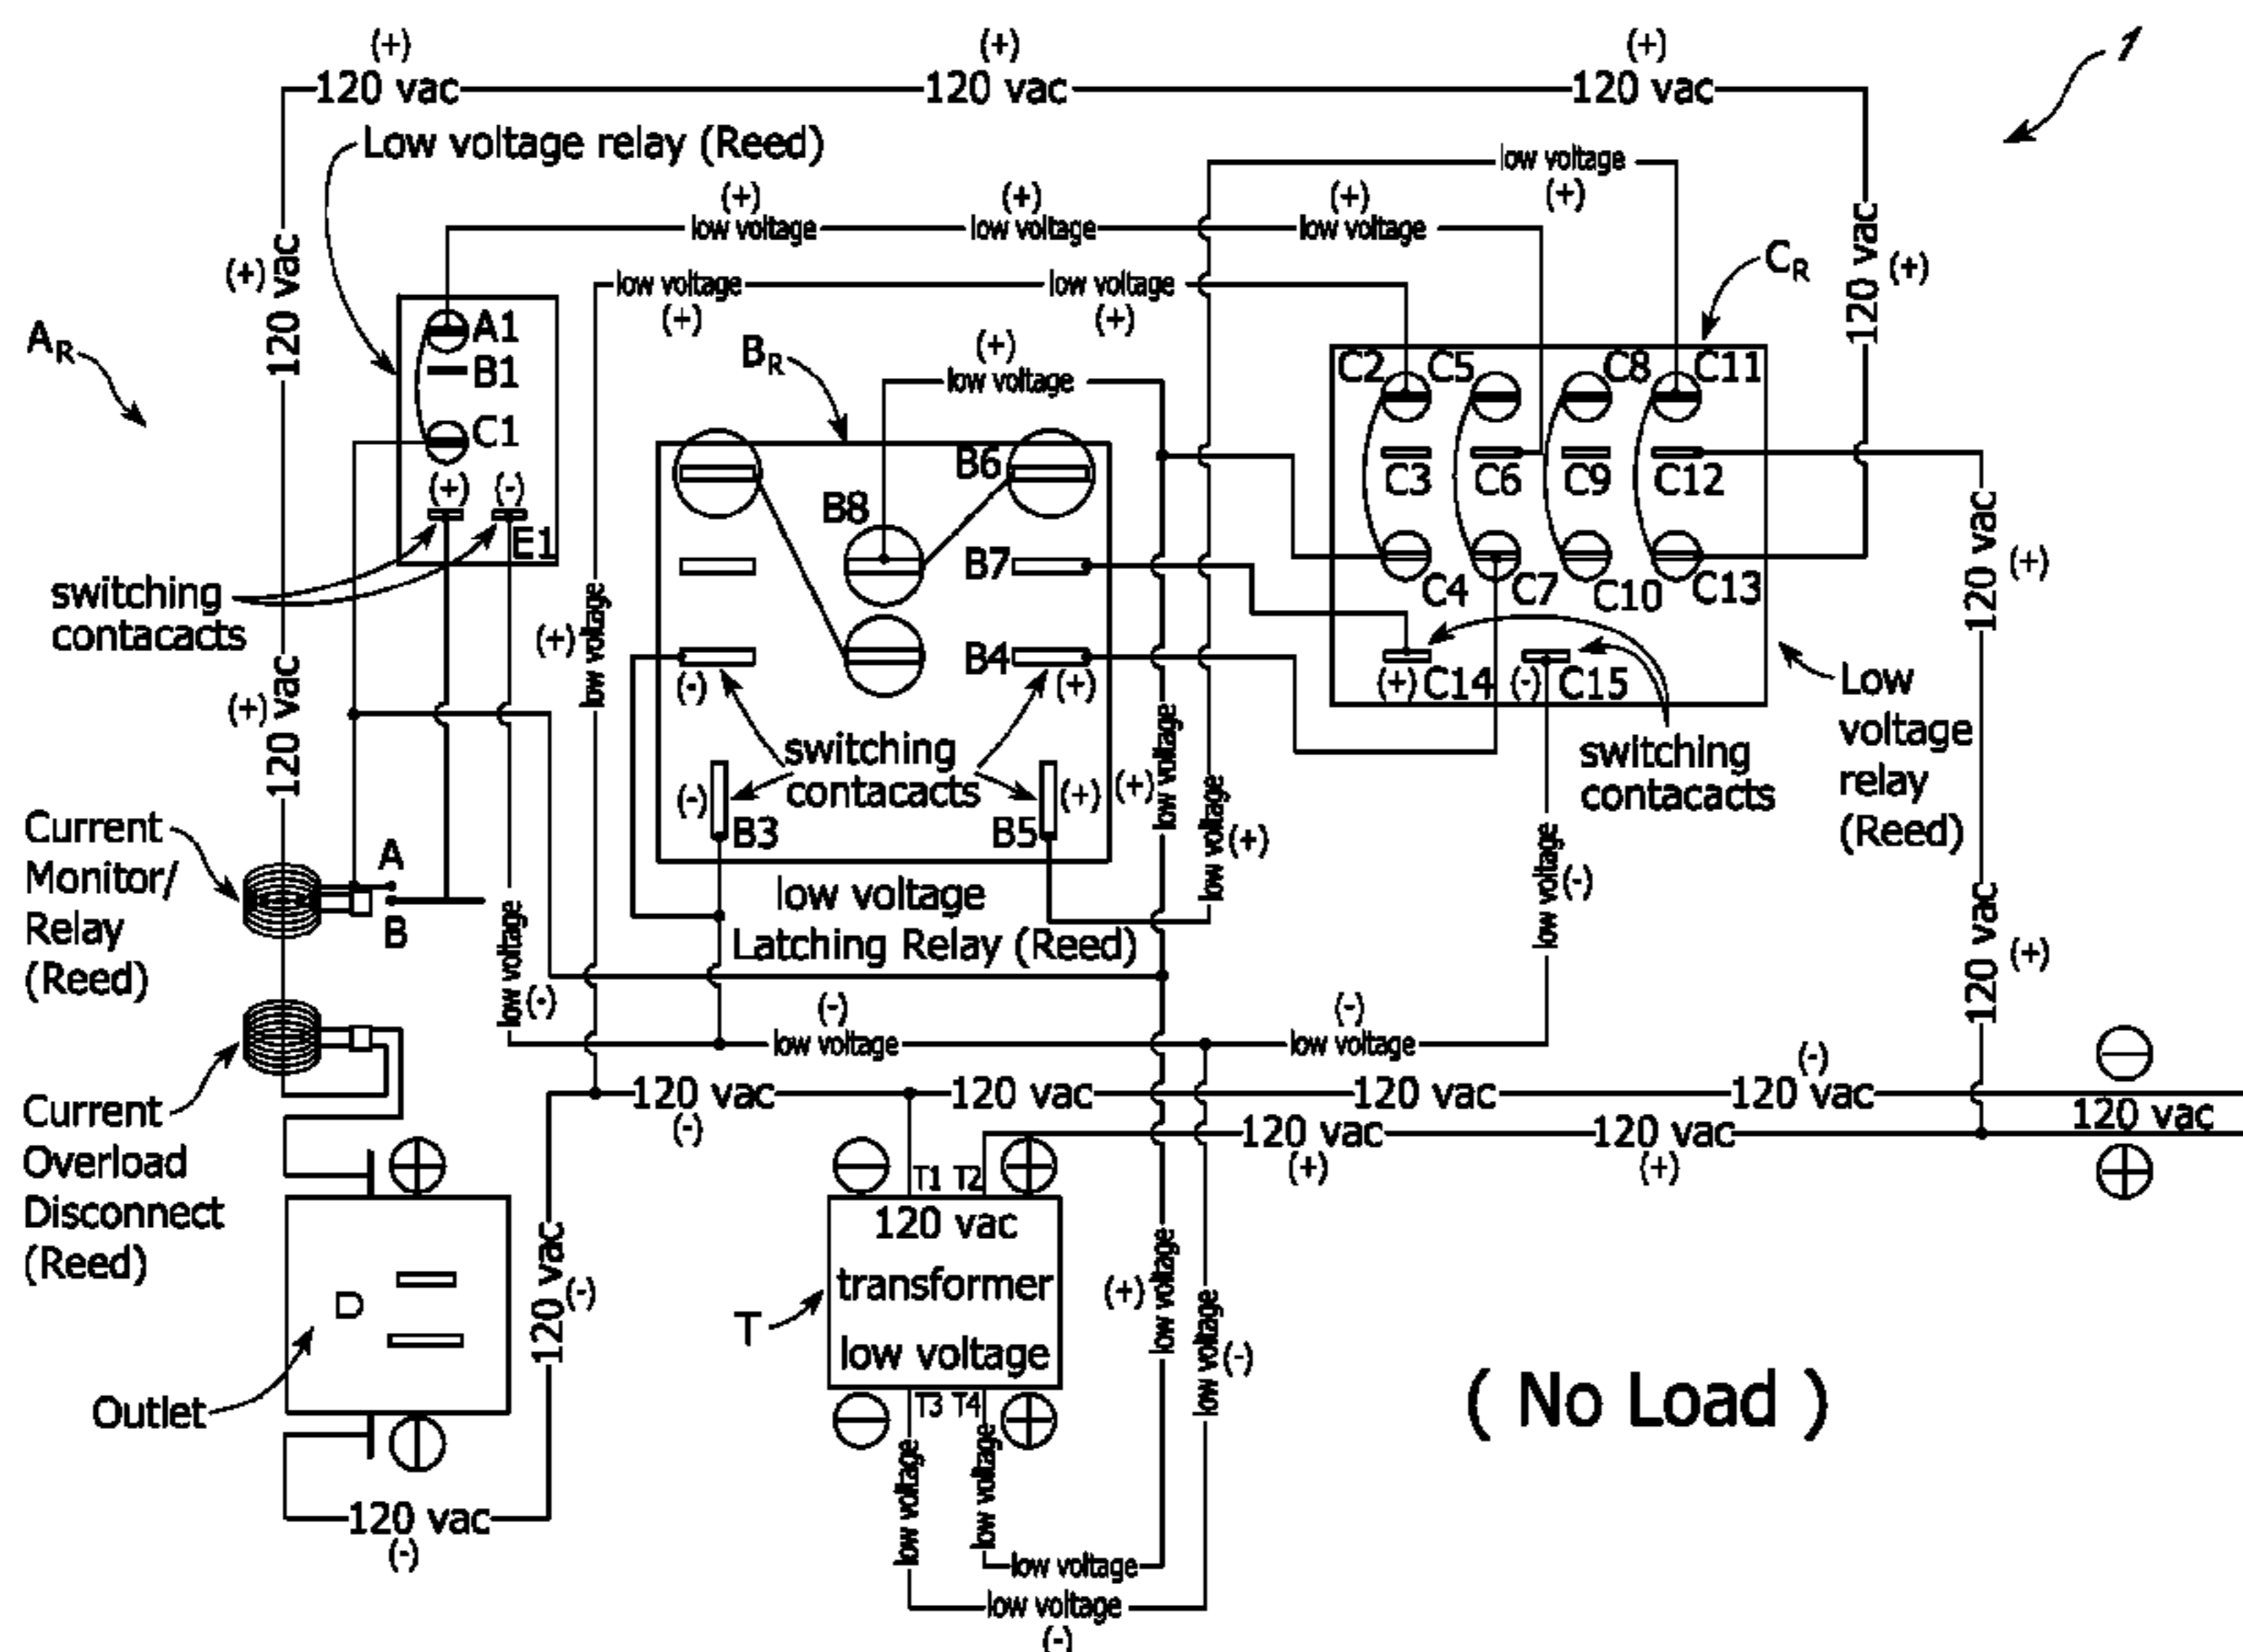 (+) (+) (+)
120 vac 120 vac 120 vac
1
Low voltage relay (Reed)
low voltage
(+)
(+) (+) (+)
low voltage low voltage low voltage
(+) 120 vac
120 vac (+)
low voltage low voltage
(+) (+)
CR
AR
A1
B1
C1
(+) (-)
E1
switching
contacacts
BR
(+)
low voltage
B6
B8
B7
B4
(-) (+)
switching
contacacts
(-) (+)
B3 B5
low voltage
Latching Relay (Reed)
C2 C5 C8 C11
C3 C6 C9 C12
C4 C7 C10 C13
(+) C14 (-) C15
switching
contacacts
Low
voltage
relay
(Reed)
120 vac (+)
(+) low voltage
(+) 120 vac
(+) low voltage
low voltage (+)
low voltage (-)
120 vac (+)
Current
Monitor/
Relay
(Reed)
A
B
low voltage (-)
(-) (-)
low voltage low voltage
Current
Overload
Disconnect
(Reed)
120 vac 120 vac 120 vac 120 vac
(-) (-)
120 vac
120 vac 120 vac
(+) (+)
T1 T2
120 vac
transformer
low voltage
T
T3 T4
D
Outlet
120 vac (-)
(+) low voltage
low voltage (-)
( No Load )
low voltage low voltage
120 vac
(-)
low voltage
low voltage
(-)